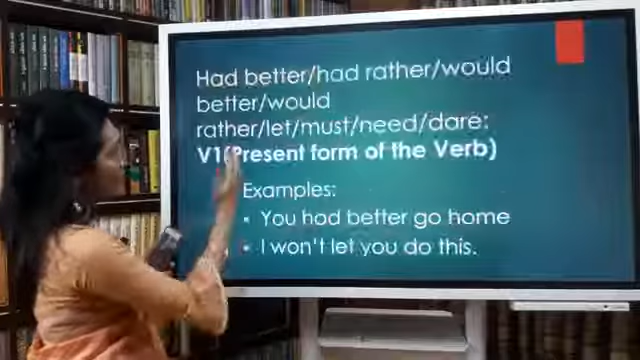 Had better/had rather/would
better/would
rather/let/must/need/dare:
V1(Present form of the Verb)
Examples:
• You had better go home
• I won't let you do this.